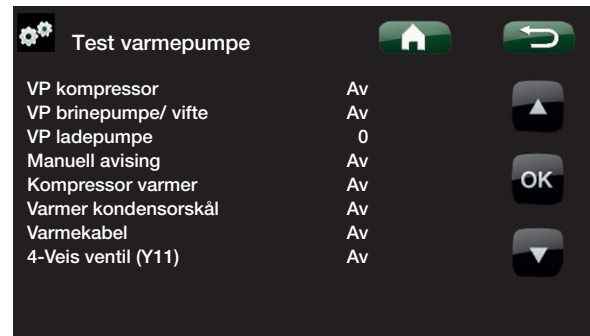 Test varmepumpe
VP kompressor Av
VP brinepumpe/ vifte Av
VP ladepumpe 0
Manuell avising Av
Kompressor varmer Av
Varmer kondensorskål Av
Varmekabel Av
4-Veis ventil (Y11) Av
OK